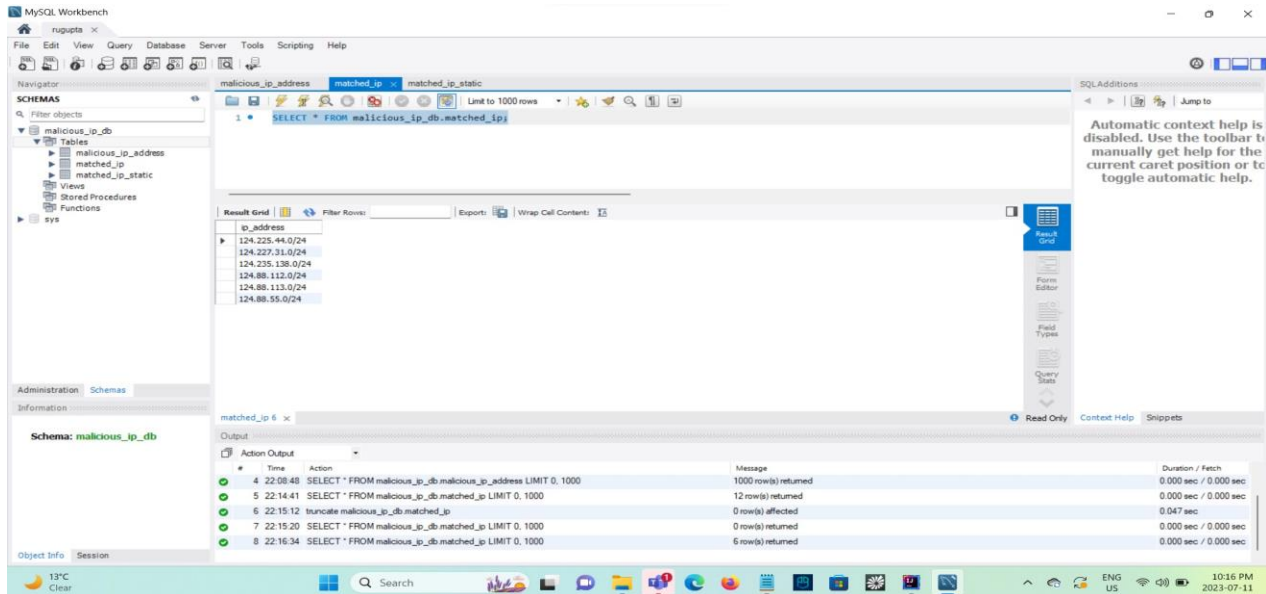 MySQL Workbench
rugupta ×
File Edit View Query Database Server Tools Scripting Help
Navigator
SCHEMAS
Filter objects
malicious_ip_db
Tables
malicious_ip_address
matched_ip
matched_ip_static
Views
Stored Procedures
Functions
sys
Administration Schemas
Information
Schema: malicious_ip_db
Object Info Session
malicious_ip_address matched_ip × matched_ip_static
Limit to 1000 rows
1 SELECT * FROM malicious_ip_db.matched_ip;
Result Grid Filter Rows: Export: Wrap Cell Content:
ip_address
124.225.44.0/24
124.227.31.0/24
124.235.138.0/24
124.88.112.0/24
124.88.113.0/24
124.88.55.0/24
Result Grid
Form Editor
Field Types
Query Stats
matched_ip 6 × Read Only
SQLAdditions
Jump to
Automatic context help is
disabled. Use the toolbar to
manually get help for the
current caret position or to
toggle automatic help.
Context Help Snippets
Output
Action Output
# Time Action Message Duration / Fetch
4 22:08:48 SELECT * FROM malicious_ip_db.malicious_ip_address LIMIT 0, 1000 1000 row(s) returned 0.000 sec / 0.000 sec
5 22:14:41 SELECT * FROM malicious_ip_db.matched_ip LIMIT 0, 1000 12 row(s) returned 0.000 sec / 0.000 sec
6 22:15:12 truncate malicious_ip_db.matched_ip 0 row(s) affected 0.047 sec
7 22:15:20 SELECT * FROM malicious_ip_db.matched_ip LIMIT 0, 1000 0 row(s) returned 0.000 sec / 0.000 sec
8 22:16:34 SELECT * FROM malicious_ip_db.matched_ip LIMIT 0, 1000 6 row(s) returned 0.000 sec / 0.000 sec
13°C
Clear
Search
ENG
US
10:16 PM
2023-07-11